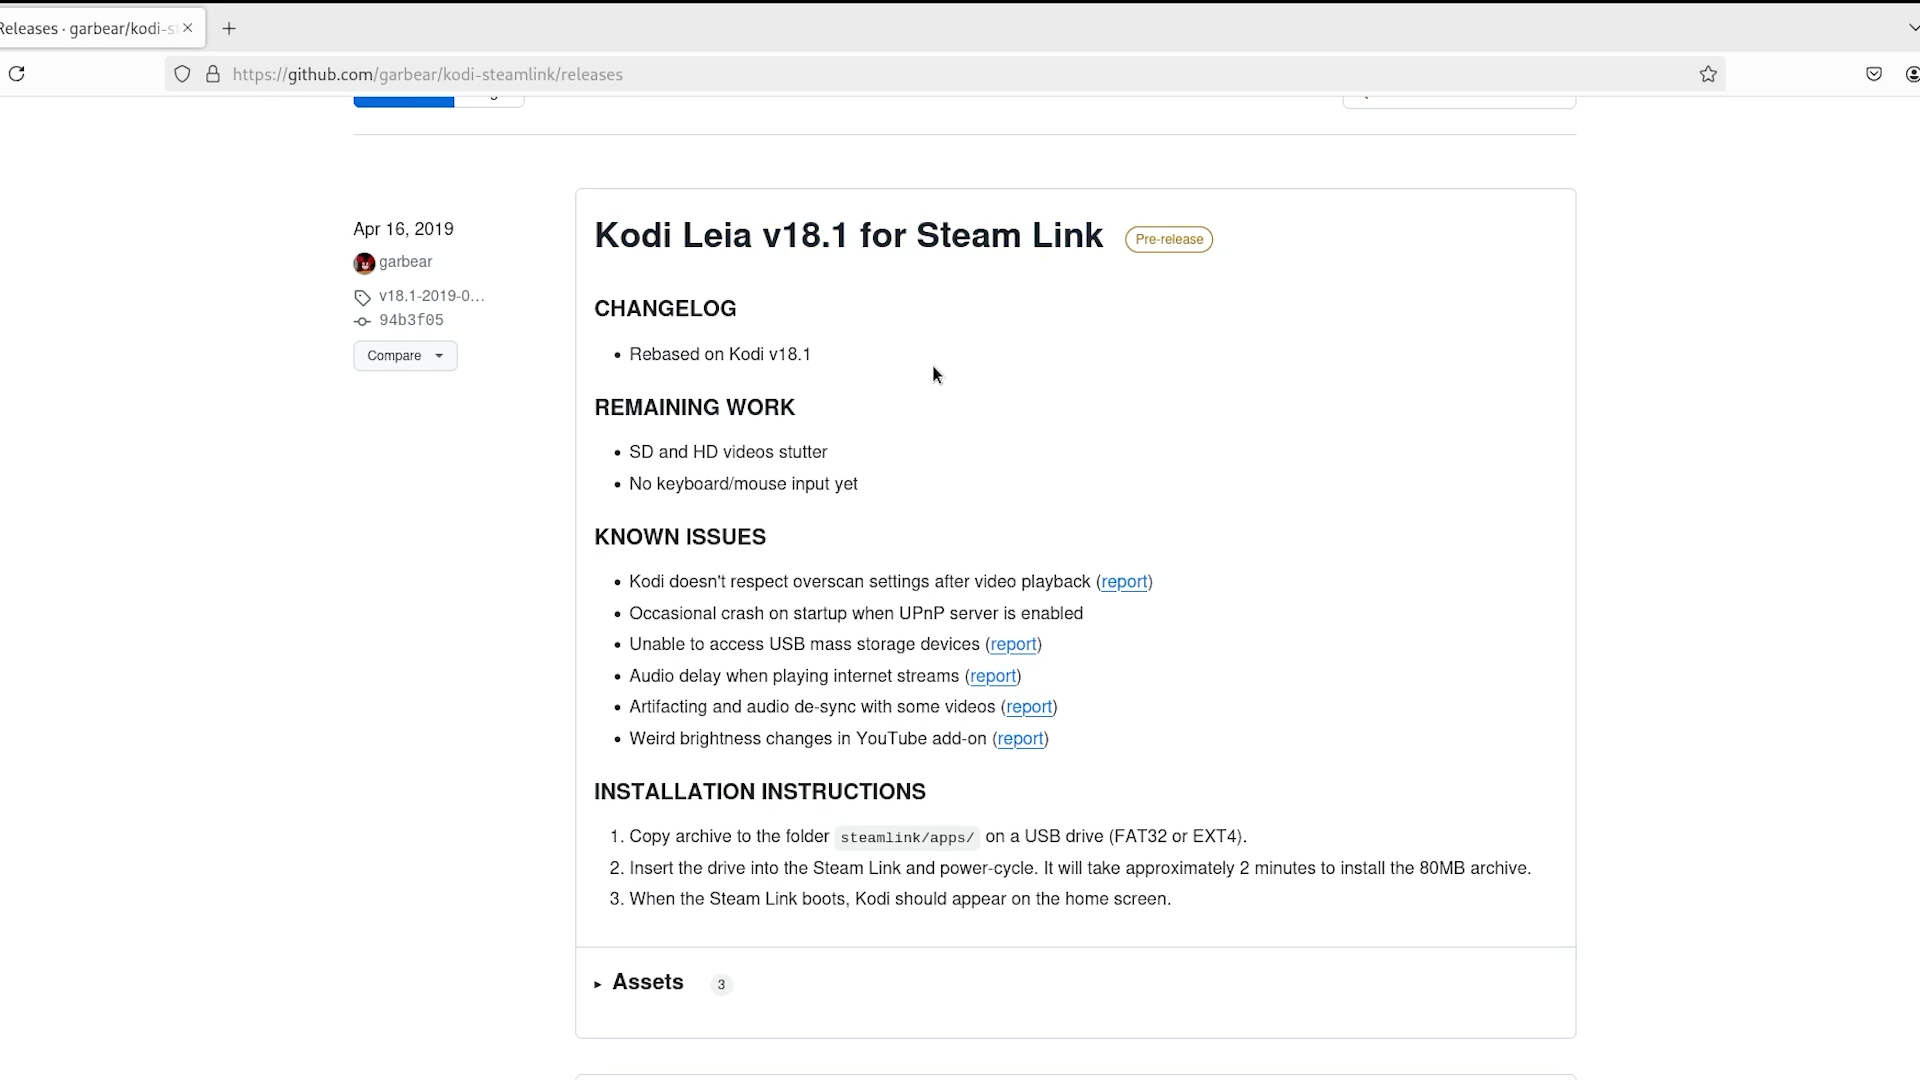 Releases · garbear/kodi-s
https://github.com/garbear/kodi-steamlink/releases
Apr 16, 2019
garbear
v18.1-2019-0…
94b3f05
Compare
Kodi Leia v18.1 for Steam Link Pre-release
CHANGELOG
• Rebased on Kodi v18.1
REMAINING WORK
• SD and HD videos stutter
• No keyboard/mouse input yet
KNOWN ISSUES
• Kodi doesn't respect overscan settings after video playback (report)
• Occasional crash on startup when UPnP server is enabled
• Unable to access USB mass storage devices (report)
• Audio delay when playing internet streams (report)
• Artifacting and audio de-sync with some videos (report)
• Weird brightness changes in YouTube add-on (report)
INSTALLATION INSTRUCTIONS
1. Copy archive to the folder steamlink/apps/ on a USB drive (FAT32 or EXT4).
2. Insert the drive into the Steam Link and power-cycle. It will take approximately 2 minutes to install the 80MB archive.
3. When the Steam Link boots, Kodi should appear on the home screen.
Assets 3